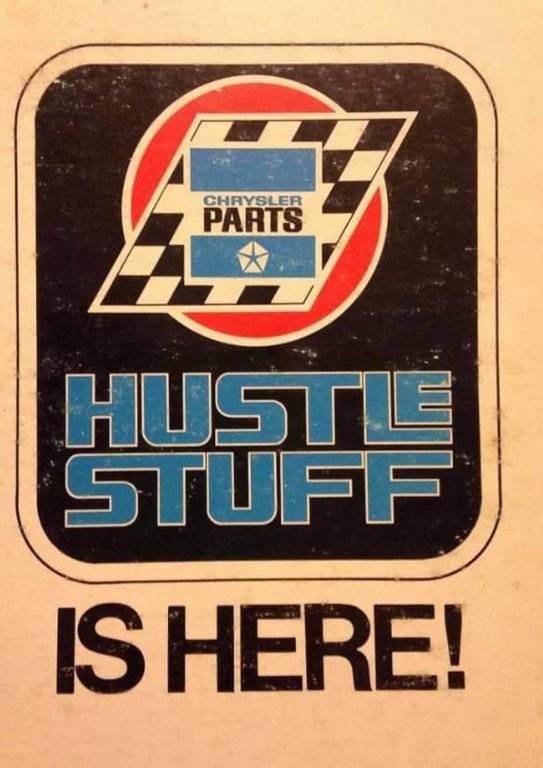 CHRYSLER
PARTS
HUSTLE
STUFF
IS HERE!